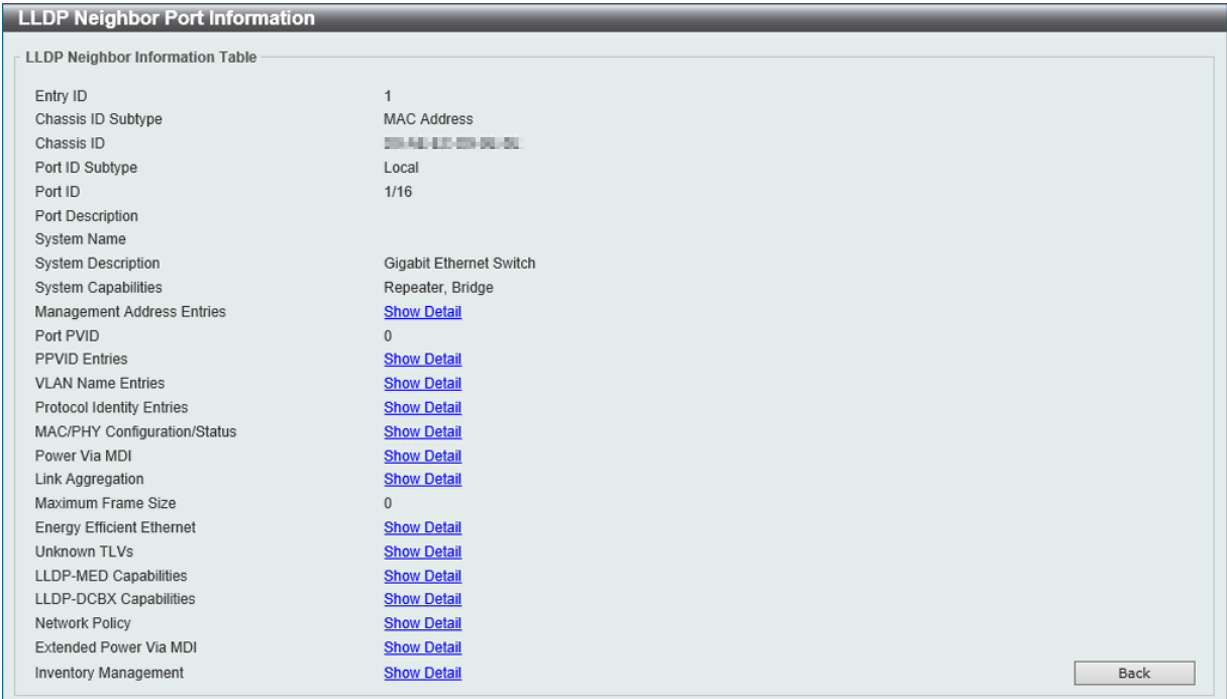 LLDP Neighbor Port Information
LLDP Neighbor Information Table
Entry ID 1
Chassis ID Subtype MAC Address
Chassis ID
Port ID Subtype Local
Port ID 1/16
Port Description
System Name
System Description Gigabit Ethernet Switch
System Capabilities Repeater, Bridge
Management Address Entries Show Detail
Port PVID 0
PPVID Entries Show Detail
VLAN Name Entries Show Detail
Protocol Identity Entries Show Detail
MAC/PHY Configuration/Status Show Detail
Power Via MDI Show Detail
Link Aggregation Show Detail
Maximum Frame Size 0
Energy Efficient Ethernet Show Detail
Unknown TLVs Show Detail
LLDP-MED Capabilities Show Detail
LLDP-DCBX Capabilities Show Detail
Network Policy Show Detail
Extended Power Via MDI Show Detail
Inventory Management Show Detail
Back